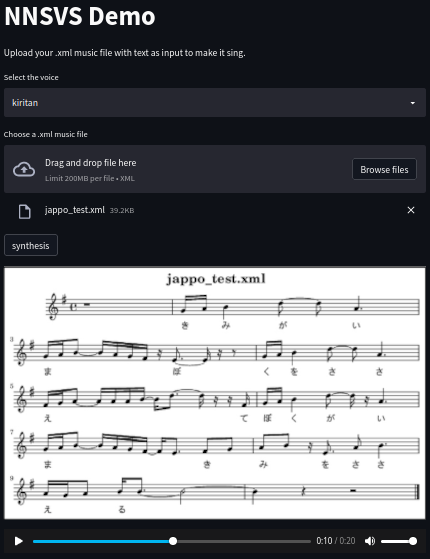 NNSVS Demo
Upload your .xml music file with text as input to make it sing.
Select the voice
kiritan
Choose a .xml music file
Drag and drop file here
Limit 200MB per file • XML
Browse files
jappo_test.xml 39.2KB
synthesis
jappo_test.xml
き み が い
3
ま ぼ く を さ さ
5
え て ぼ く が い
7
ま き み を さ さ
9
え る
0:10 / 0:20